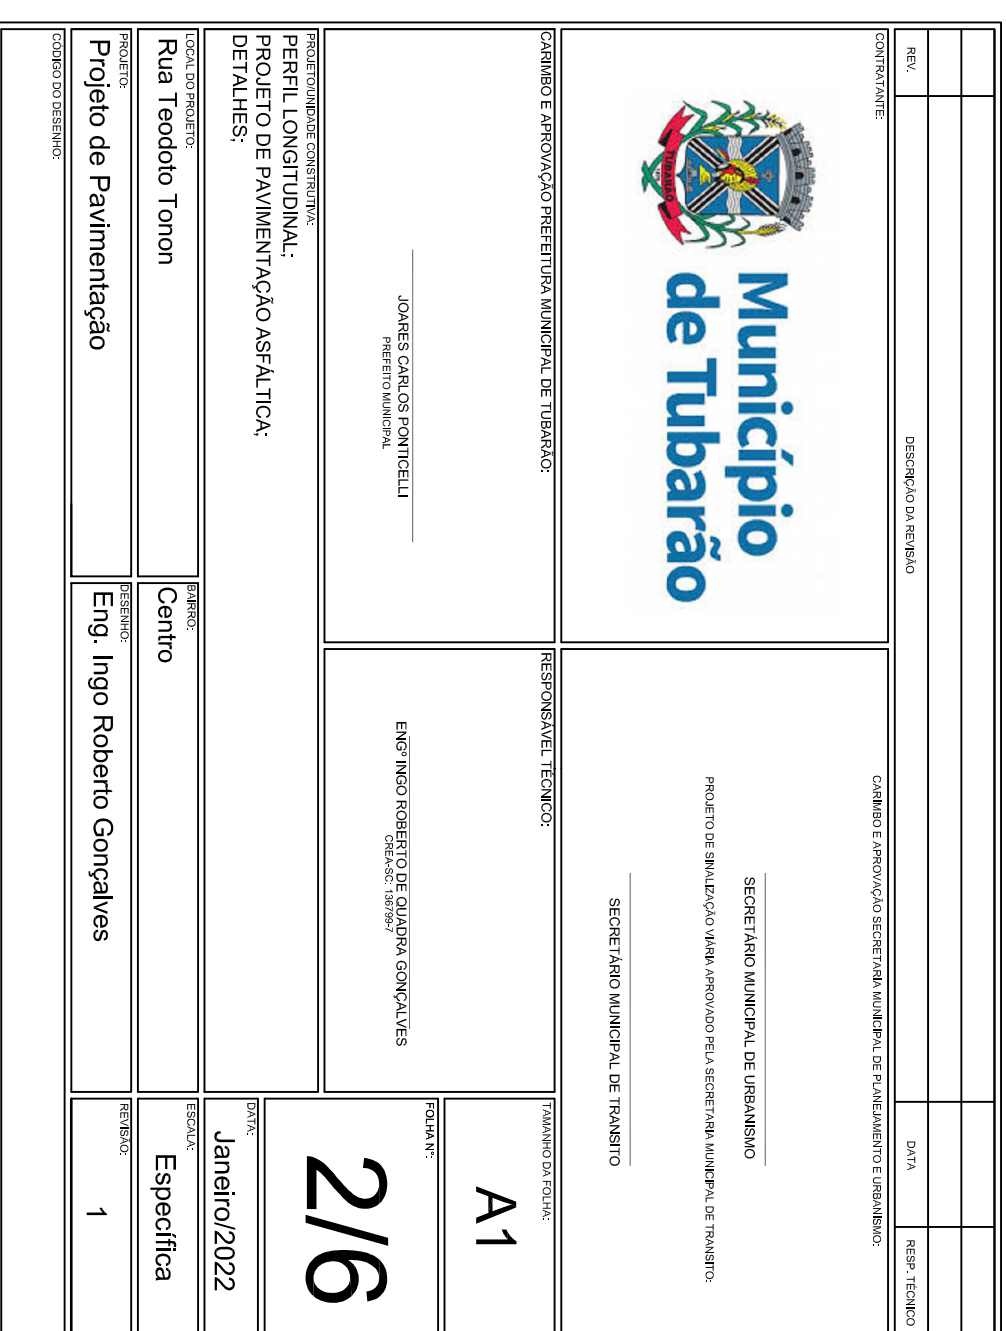 REV.
DESCRIÇÃO DA REVISÃO
DATA
RESP. TÉCNICO
CONTRATANTE:
TUBARÃO
Município
de Tubarão
CARIMBO E APROVAÇÃO SECRETARIA MUNICIPAL DE PLANEJAMENTO E URBANISMO:
SECRETÁRIO MUNICIPAL DE URBANISMO
PROJETO DE SINALIZAÇÃO VIÁRIA APROVADO PELA SECRETARIA MUNICIPAL DE TRANSITO:
SECRETÁRIO MUNICIPAL DE TRANSITO
CARIMBO E APROVAÇÃO PREFEITURA MUNICIPAL DE TUBARÃO:
JOARES CARLOS PONTICELLI
PREFEITO MUNICIPAL
RESPONSÁVEL TÉCNICO:
ENGº INGO ROBERTO DE QUADRA GONÇALVES
CREA-SC: 136799-7
TAMANHO DA FOLHA:
A1
PROJETO/UNIDADE CONSTRUTIVA:
PERFIL LONGITUDINAL;
PROJETO DE PAVIMENTAÇÃO ASFÁLTICA;
DETALHES;
FOLHA N°:
2/6
DATA:
Janeiro/2022
LOCAL DO PROJETO:
Rua Teodoto Tonon
BAIRRO:
Centro
ESCALA:
Específica
PROJETO:
Projeto de Pavimentação
DESENHO:
Eng. Ingo Roberto Gonçalves
REVISÃO:
1
CÓDIGO DO DESENHO: